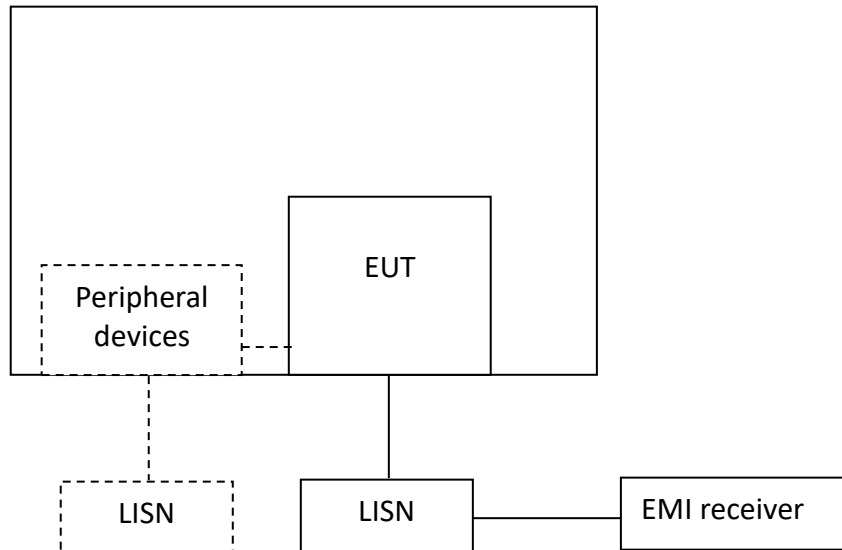 EUT
Peripheral
devices
LISN
LISN
EMI receiver